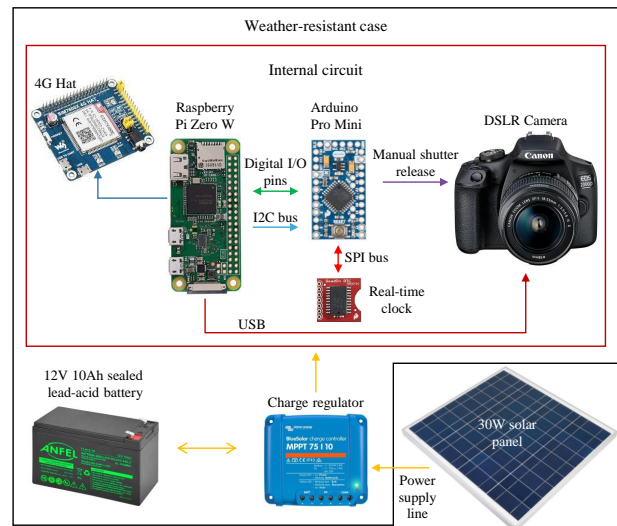 Weather-resistant case
Internal circuit
4G Hat
Raspberry
Pi Zero W
Arduino
Pro Mini
DSLR Camera
Digital I/O
pins
Manual shutter
release
I2C bus
SPI bus
Real-time
clock
USB
Canon
EOS
12V 10Ah sealed
lead-acid battery
Charge regulator
ANFEL
BlueSolar charge controller
MPPT 75 | 10
30W solar
panel
Power
supply
line